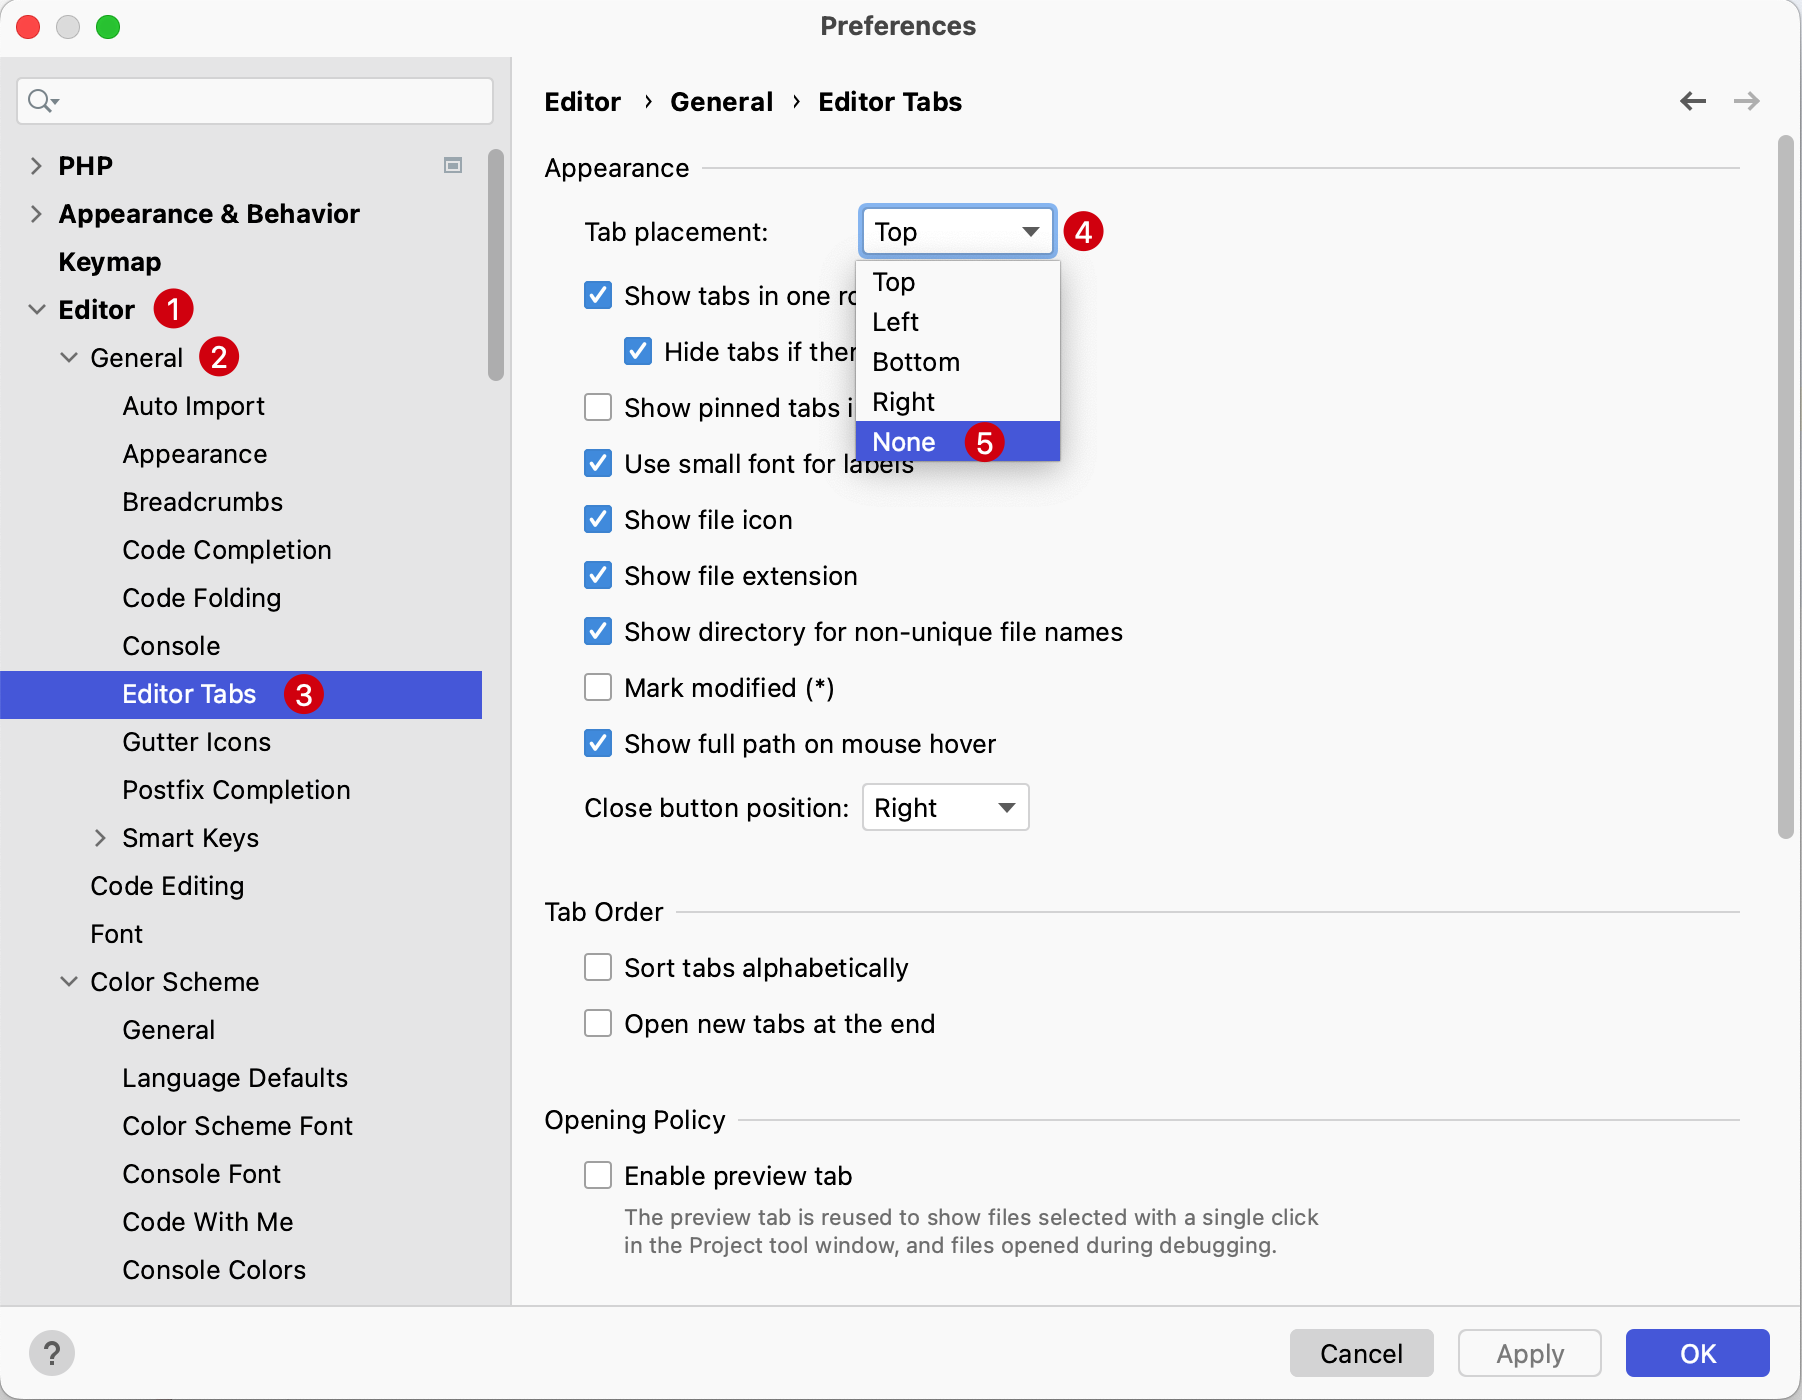 Preferences
PHP
Appearance & Behavior
Keymap
Editor 1
General 2
Auto Import
Appearance
Breadcrumbs
Code Completion
Code Folding
Console
Editor Tabs 3
Gutter Icons
Postfix Completion
Smart Keys
Code Editing
Font
Color Scheme
General
Language Defaults
Color Scheme Font
Console Font
Code With Me
Console Colors
Editor › General › Editor Tabs
Appearance
Tab placement: Top 4
Top
Left
Bottom
Right
None 5
Show tabs in one
Hide tabs if
Show pinned tabs
Use small font for labels
Show file icon
Show file extension
Show directory for non-unique file names
Mark modified (*)
Show full path on mouse hover
Close button position: Right
Tab Order
Sort tabs alphabetically
Open new tabs at the end
Opening Policy
Enable preview tab
The preview tab is reused to show files selected with a single click
in the Project tool window, and files opened during debugging.
?
Cancel
Apply
OK